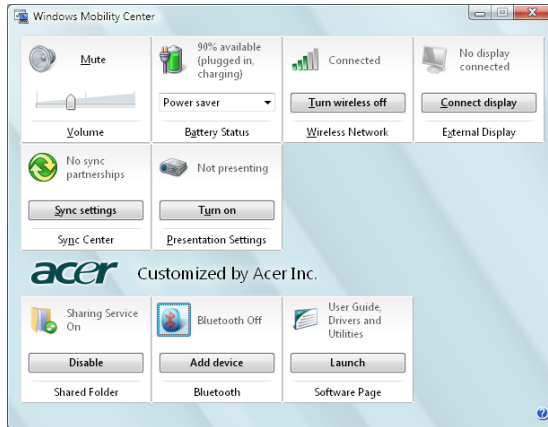 Windows Mobility Center
Mute
Volume
90% available
(plugged in,
charging)
Power saver
Battery Status
Connected
Turn wireless off
Wireless Network
No display
connected
Connect display
External Display
No sync
partnerships
Sync settings
Sync Center
Not presenting
Turn on
Presentation Settings
acer Customized by Acer Inc.
Sharing Service
On
Disable
Shared Folder
Bluetooth Off
Add device
Bluetooth
User Guide,
Drivers and
Utilities
Launch
Software Page